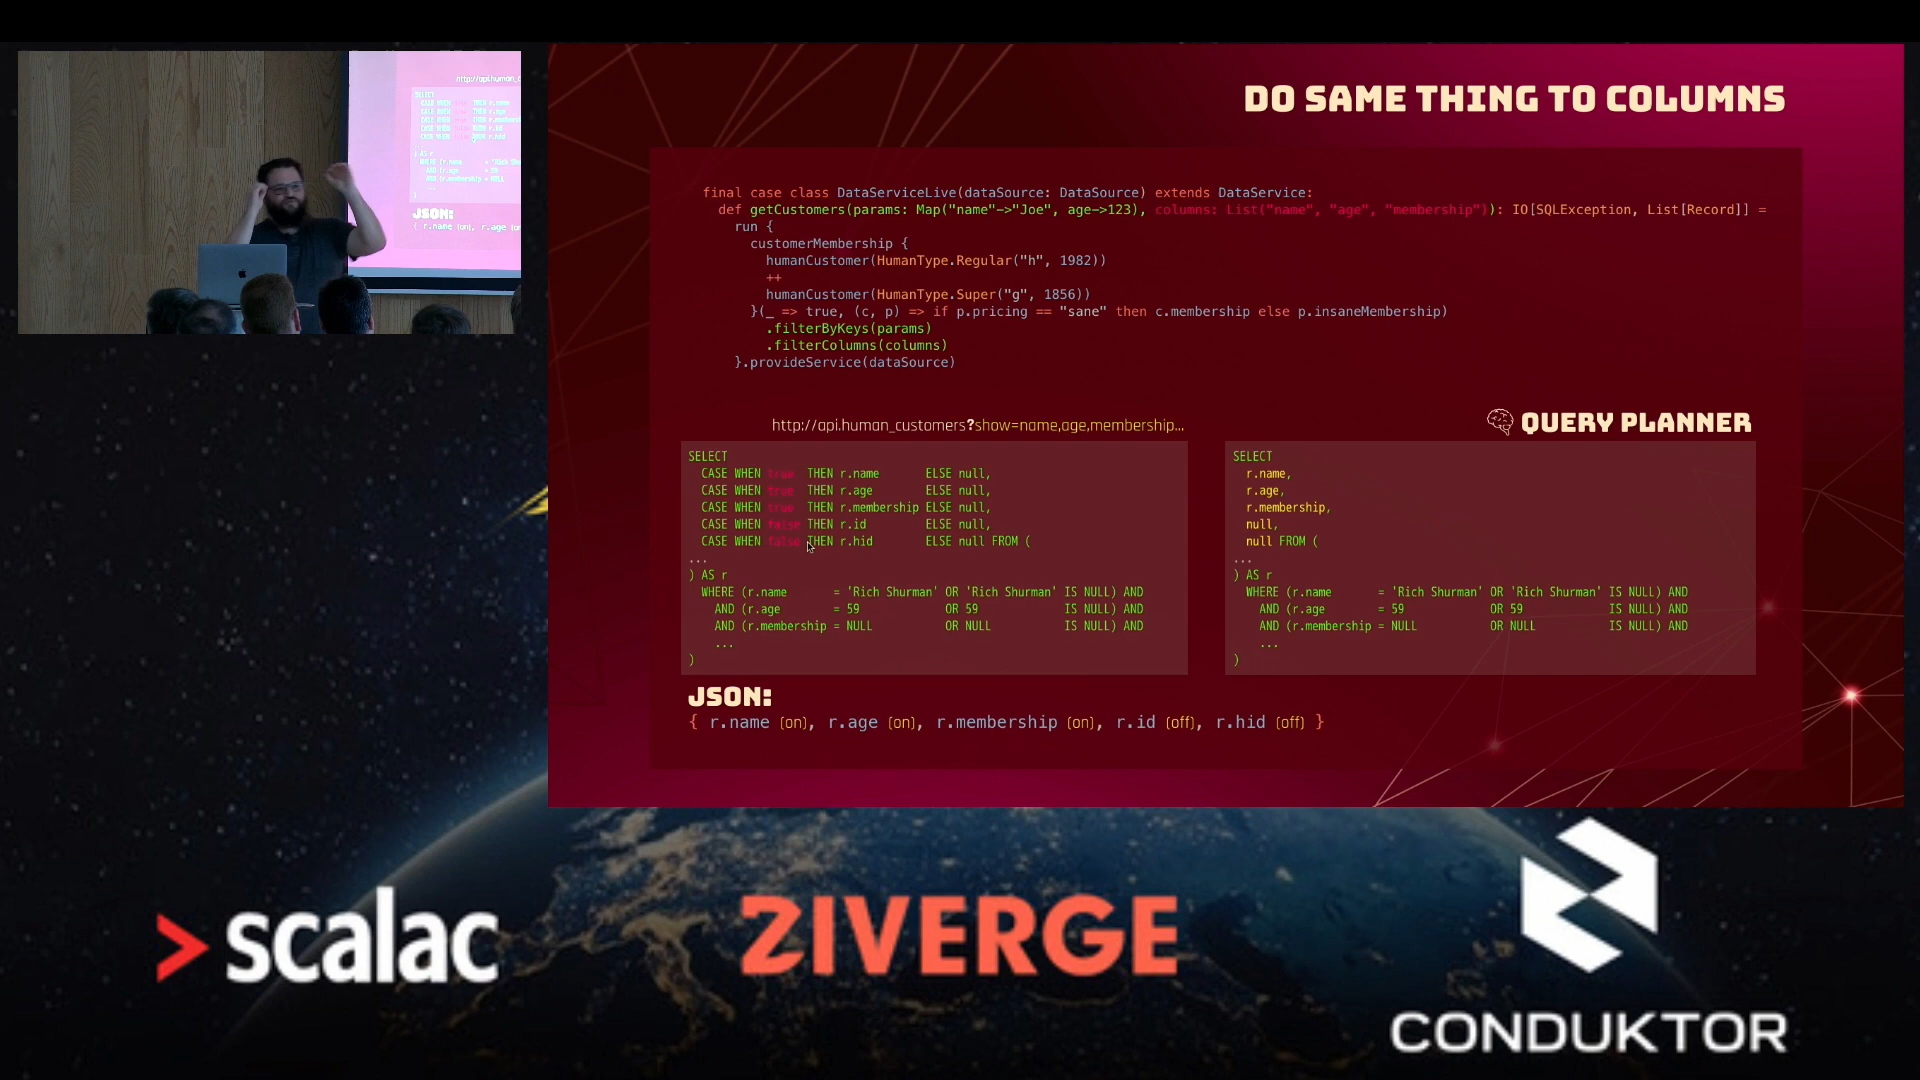 DO SAME THING TO COLUMNS
final case class DataServiceLive(dataSource: DataSource) extends DataService:
def getCustomers(params: Map("name"->"Joe", age->123), columns: List("name", "age", "membership")): IO[SQLException, List[Record]] =
run {
customerMembership {
humanCustomer(HumanType.Regular("h", 1982))
++
humanCustomer(HumanType.Super("g", 1856))
}(_ => true, (c, p) => if p.pricing == "sane" then c.membership else p.insaneMembership)
.filterByKeys(params)
.filterColumns(columns)
}.provideService(dataSource)
http://api.human_customers?show=name,age,membership...
SELECT
CASE WHEN true THEN r.name ELSE null,
CASE WHEN true THEN r.age ELSE null,
CASE WHEN true THEN r.membership ELSE null,
CASE WHEN false THEN r.id ELSE null,
CASE WHEN false THEN r.hid ELSE null FROM (
...
) AS r
WHERE (r.name = 'Rich Shurman' OR 'Rich Shurman' IS NULL) AND
AND (r.age = 59 OR 59 IS NULL) AND
AND (r.membership = NULL OR NULL IS NULL) AND
...
)
QUERY PLANNER
SELECT
r.name,
r.age,
r.membership,
null,
null FROM (
...
) AS r
WHERE (r.name = 'Rich Shurman' OR 'Rich Shurman' IS NULL) AND
AND (r.age = 59 OR 59 IS NULL) AND
AND (r.membership = NULL OR NULL IS NULL) AND
...
)
JSON:
{ r.name (on), r.age (on), r.membership (on), r.id (off), r.hid (off) }
scalac
ZIVERGE
CONDUKTOR